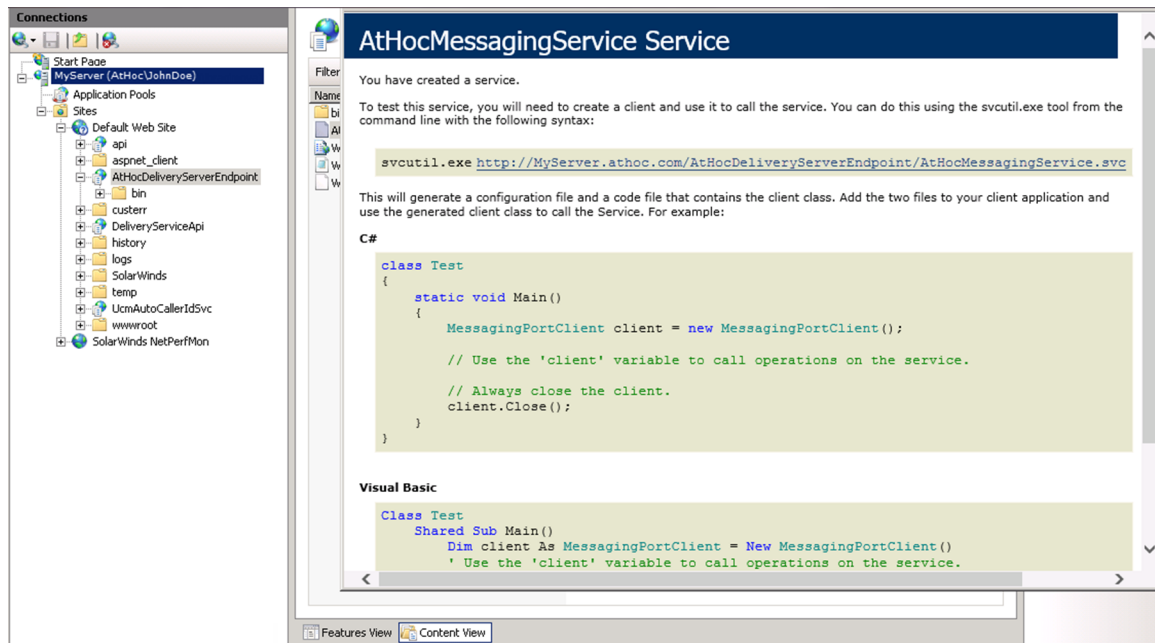 Connections
Start Page
MyServer (AtHoc\JohnDoe)
Application Pools
Sites
Default Web Site
api
aspnet_client
AtHocDeliveryServerEndpoint
bin
custerr
DeliveryServiceApi
history
logs
SolarWinds
temp
UcmAutoCallerIdSvc
wwwroot
SolarWinds NetPerfMon
Filter
Name
bi
At
W
W
W
AtHocMessagingService Service
You have created a service.
To test this service, you will need to create a client and use it to call the service. You can do this using the svcutil.exe tool from the
command line with the following syntax:
svcutil.exe http://MyServer.athoc.com/AtHocDeliveryServerEndpoint/AtHocMessagingService.svc
This will generate a configuration file and a code file that contains the client class. Add the two files to your client application and
use the generated client class to call the Service. For example:
C#
class Test
{
static void Main()
{
MessagingPortClient client = new MessagingPortClient();
// Use the 'client' variable to call operations on the service.
// Always close the client.
client.Close();
}
}
Visual Basic
Class Test
Shared Sub Main()
Dim client As MessagingPortClient = New MessagingPortClient()
' Use the 'client' variable to call operations on the service.
Features View Content View